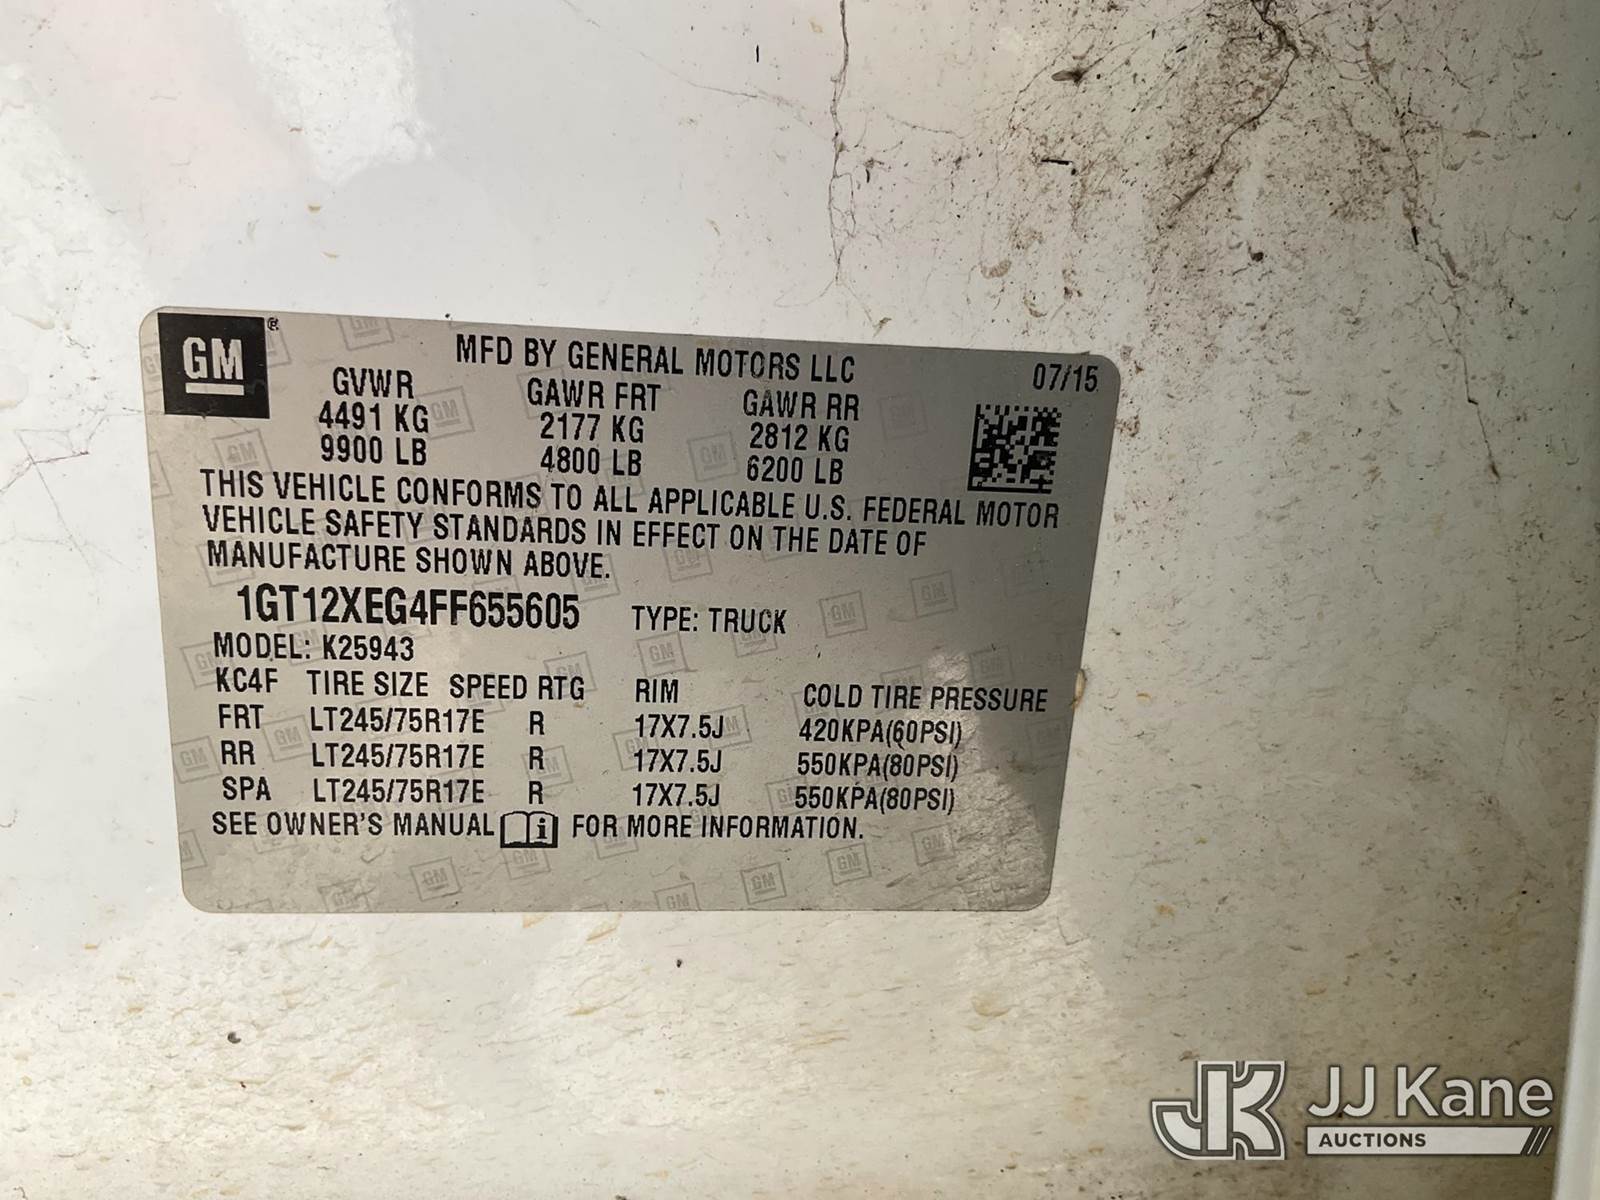 GM®
MFD BY GENERAL MOTORS LLC
07/15
GVWR GAWR FRT GAWR RR
4491 KG 2177 KG 2812 KG
9900 LB 4800 LB 6200 LB
THIS VEHICLE CONFORMS TO ALL APPLICABLE U.S. FEDERAL MOTOR
VEHICLE SAFETY STANDARDS IN EFFECT ON THE DATE OF
MANUFACTURE SHOWN ABOVE.
1GT12XEG4FF655605 TYPE: TRUCK
MODEL: K25943
KC4F TIRE SIZE SPEED RTG RIM COLD TIRE PRESSURE
FRT LT245/75R17E R 17X7.5J 420KPA(60PSI)
RR LT245/75R17E R 17X7.5J 550KPA(80PSI)
SPA LT245/75R17E R 17X7.5J 550KPA(80PSI)
SEE OWNER'S MANUAL i FOR MORE INFORMATION.
JK JJ Kane
AUCTIONS